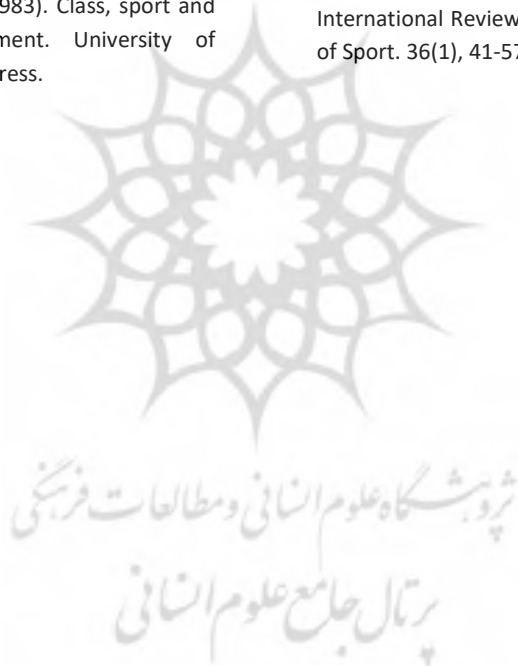 983). Class, sport and
ment. University of
ress.
International Review
of Sport. 36(1), 41-57
پژوهشگاه علوم انسانی و مطالعات فرهنگی
پرتال جامع علوم انسانی